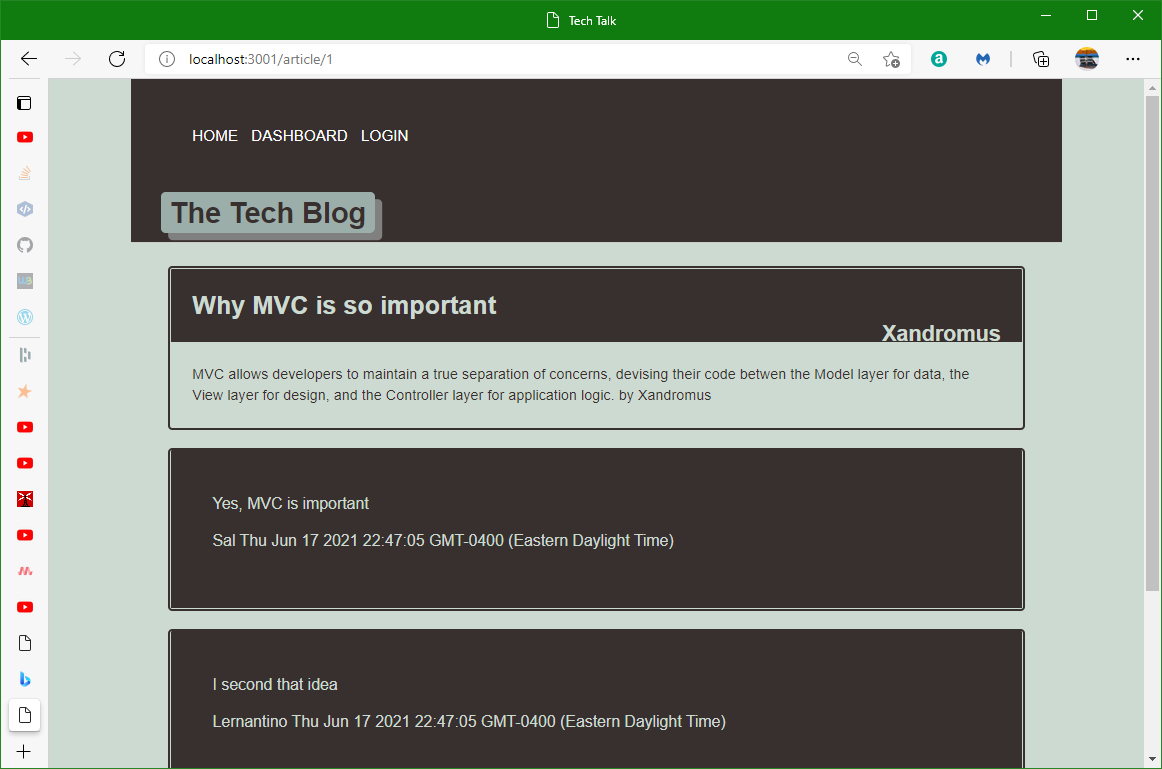 Tech Talk
localhost:3001/article/1
a
HOME DASHBOARD LOGIN
The Tech Blog
Why MVC is so important
Xandromus
MVC allows developers to maintain a true separation of concerns, devising their code betwen the Model layer for data, the
View layer for design, and the Controller layer for application logic. by Xandromus
Yes, MVC is important
Sal Thu Jun 17 2021 22:47:05 GMT-0400 (Eastern Daylight Time)
I second that idea
Lernantino Thu Jun 17 2021 22:47:05 GMT-0400 (Eastern Daylight Time)